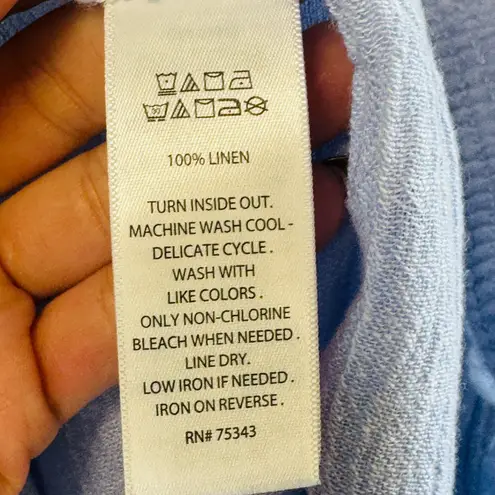 100% LINEN
TURN INSIDE OUT.
MACHINE WASH COOL -
DELICATE CYCLE .
WASH WITH
LIKE COLORS .
ONLY NON-CHLORINE
BLEACH WHEN NEEDED .
LINE DRY.
LOW IRON IF NEEDED .
IRON ON REVERSE .
RN# 75343